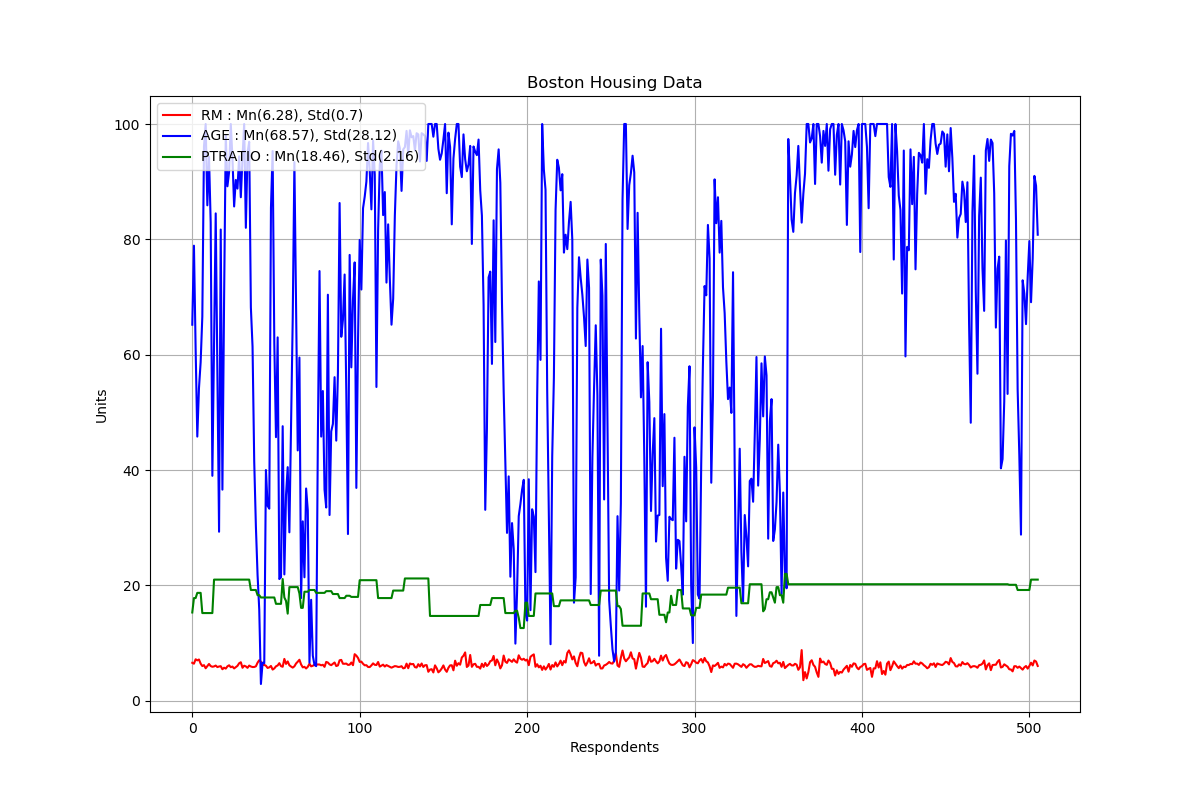 Boston Housing Data
RM : Mn(6.28), Std(0.7)
AGE : Mn(68.57), Std(28.12)
PTRATIO : Mn(18.46), Std(2.16)
100
80
60
40
20
0
Units
0 100 200 300 400 500
Respondents